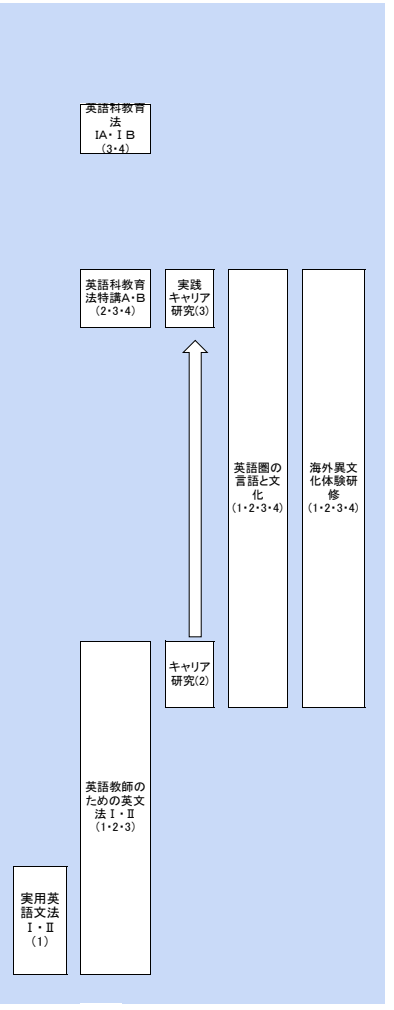 英語科教育
法
ⅠA・ⅠB
(3・4)
英語科教育
法特講A・B
(2・3・4)
実践
キャリア
研究(3)
英語圏の
言語と文
化
(1・2・3・4)
海外異文
化体験研
修
(1・2・3・4)
キャリア
研究(2)
英語教師の
ための英文
法Ⅰ・Ⅱ
(1・2・3)
実用英
語文法
Ⅰ・Ⅱ
(1)